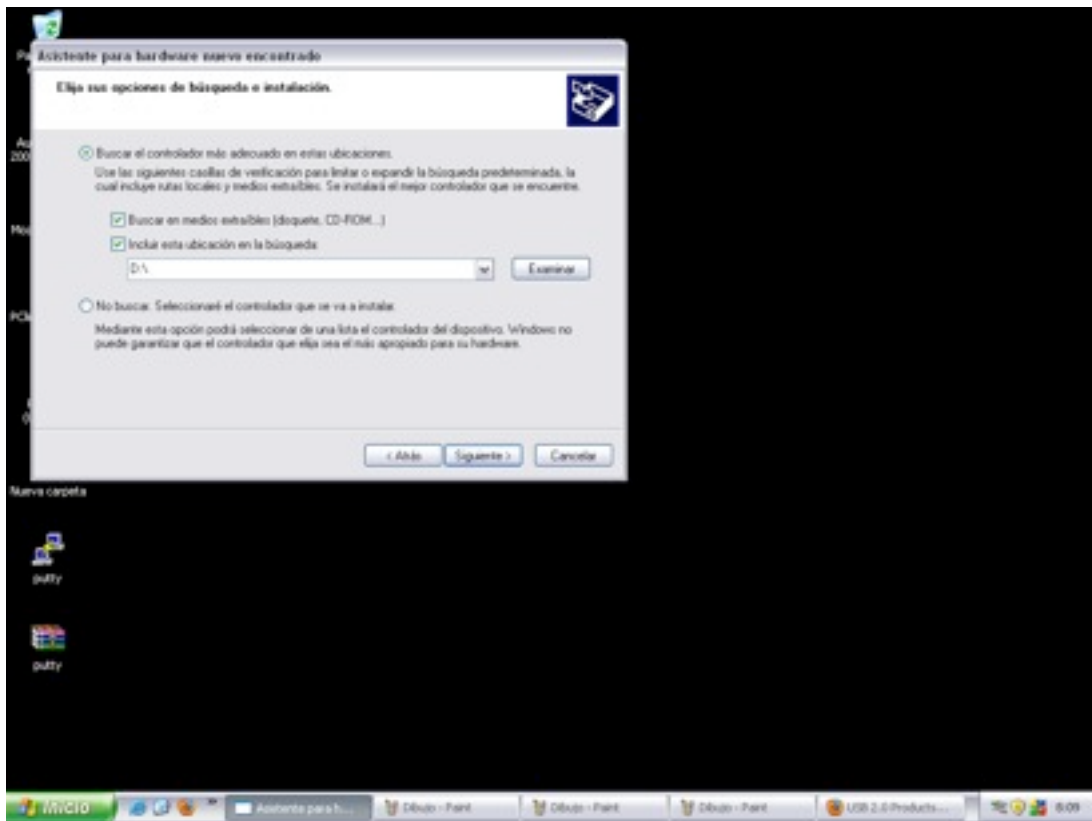 Asistente para hardware nuevo encontrado
Elija sus opciones de búsqueda e instalación.
Buscar el controlador más adecuado en estas ubicaciones.
Use las siguientes casillas de verificación para limitar o expandir la búsqueda predeterminada, la
cual incluye rutas locales y medios extraíbles. Se instalará el mejor controlador que se encuentre.
Buscar en medios extraíbles (disquete, CD-ROM...)
Incluir esta ubicación en la búsqueda:
D:\
Examinar
No buscar. Seleccionaré el controlador que se va a instalar.
Mediante esta opción podrá seleccionar de una lista el controlador del dispositivo. Windows no
puede garantizar que el controlador que elija sea el más apropiado para su hardware.
< Atrás
Siguiente >
Cancelar
Nueva carpeta
putty
putty
Inicio
Asistente para h...
Dibujo - Paint
Dibujo - Paint
Dibujo - Paint
USB 2.0 Products...
8:09